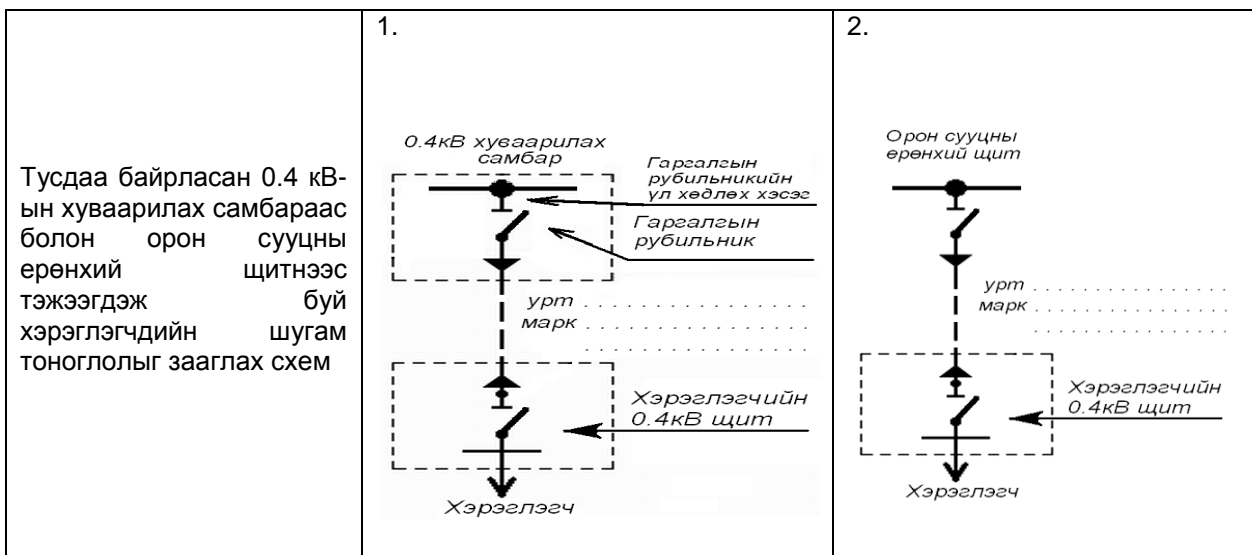 Тусдаа байрласан 0.4 кВ-
ын хуваарилах самбараас
болон орон сууцны
ерөнхий щитнээс
тэжээгдэж буй
хэрэглэгчдийн шугам
тоноглолыг зааглах схем
1.
0.4кВ хуваарилах
самбар
Гаргалгын
рубильникийн
үл хөдлөх хэсэг
Гаргалгын
рубильник
урт . . . . . . . . . . . . . . .
марк . . . . . . . . . . . . . . .
. . . . . . . . . . . . .
Хэрэглэгчийн
0.4кВ щит
Хэрэглэгч
2.
Орон сууцны
ерөнхий щит
урт . . . . . . . . . . . . .
марк . . . . . . . . . . . . .
. . . . . . . . . . .
Хэрэглэгчийн
0.4кВ щит
Хэрэглэгч